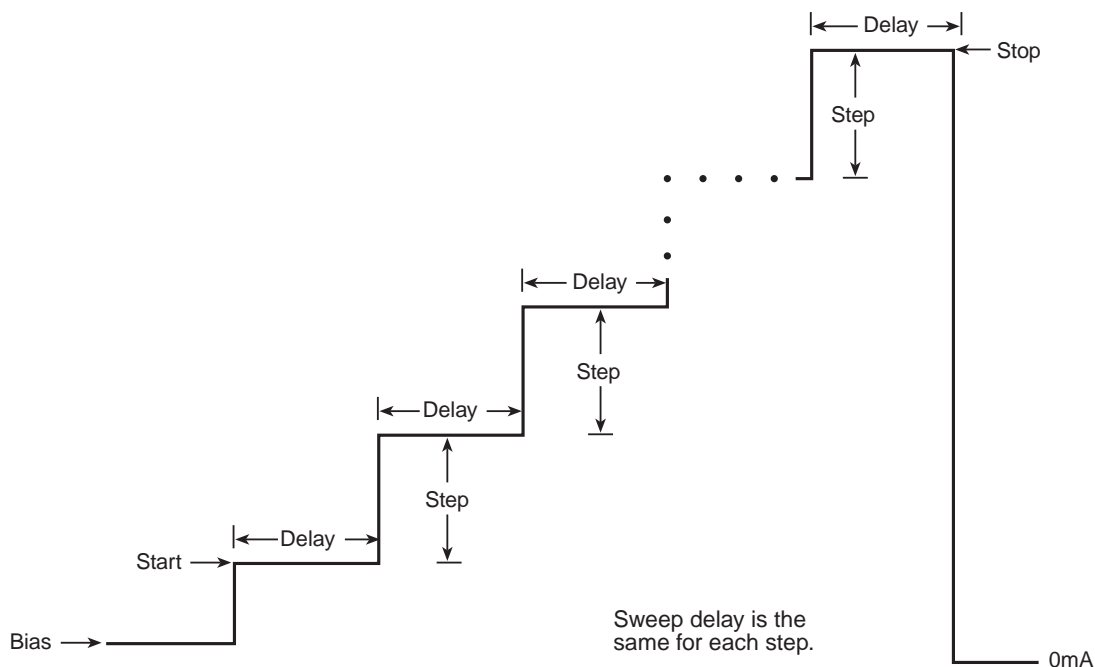 Delay
Stop
Step
Delay
Step
Delay
Step
Delay
Start
Sweep delay is the
same for each step.
Bias
0mA